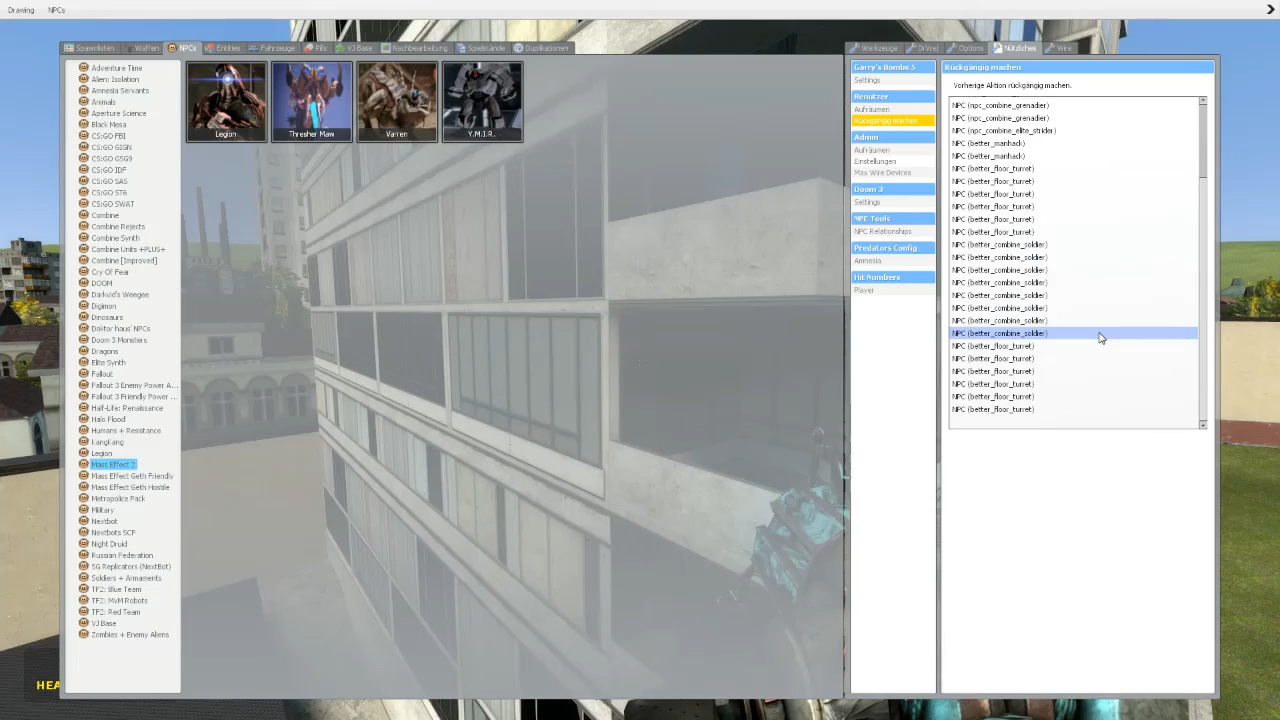 Drawing NPCs
Spawnlisten Waffen NPCs Entities Fahrzeuge Pills VJ Base Nachbearbeitung Spielstände Duplikationen
Werkzeuge DrVrej Options Nützliches Wire
Adventure Time
Alien: Isolation
Amnesia Servants
Animals
Aperture Science
Black Mesa
CS:GO FBI
CS:GO GIGN
CS:GO GSG9
CS:GO IDF
CS:GO SAS
CS:GO ST6
CS:GO SWAT
Combine
Combine Rejects
Combine Synth
Combine Units +PLUS+
Combine [Improved]
Cry Of Fear
DOOM
Darkvid's Weegee
Digimon
Dinosaurs
Doktor haus' NPCs
Doom 3 Monsters
Dragons
Elite Synth
Fallout
Fallout 3 Enemy Power A...
Fallout 3 Friendly Power ...
Half-Life: Renaissance
Halo Flood
Humans + Resistance
KangKang
Legion
Mass Effect 2
Mass Effect Geth Friendly
Mass Effect Geth Hostile
Metropolice Pack
Military
Nextbot
Nextbots SCP
Night Druid
Russian Federation
SG Replicators (NextBot)
Soldiers + Armaments
TF2: Blue Team
TF2: MvM Robots
TF2: Red Team
VJ Base
Zombies + Enemy Aliens
Legion
Thresher Maw
Varren
Y.M.I.R.
Garry's Bombs 5
Settings
Benutzer
Aufräumen
Rückgängig machen
Admin
Aufräumen
Einstellungen
Max Wire Devices
Doom 3
Settings
NPC Tools
NPC Relationships
Predators Config
Amnesia
Hit Numbers
Player
Rückgängig machen
Vorherige Aktion rückgängig machen.
NPC (npc_combine_grenadier)
NPC (npc_combine_grenadier)
NPC (npc_combine_elite_strider)
NPC (better_manhack)
NPC (better_manhack)
NPC (better_floor_turret)
NPC (better_floor_turret)
NPC (better_floor_turret)
NPC (better_floor_turret)
NPC (better_floor_turret)
NPC (better_floor_turret)
NPC (better_combine_soldier)
NPC (better_combine_soldier)
NPC (better_combine_soldier)
NPC (better_combine_soldier)
NPC (better_combine_soldier)
NPC (better_combine_soldier)
NPC (better_combine_soldier)
NPC (better_combine_soldier)
NPC (better_floor_turret)
NPC (better_floor_turret)
NPC (better_floor_turret)
NPC (better_floor_turret)
NPC (better_floor_turret)
NPC (better_floor_turret)
HEA